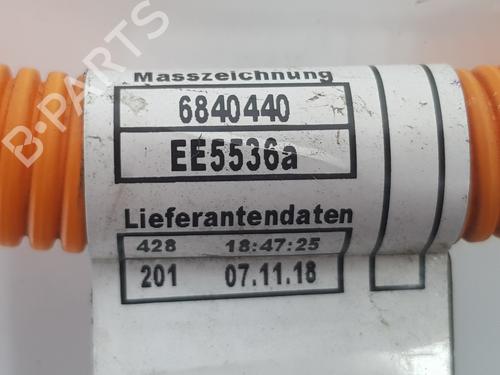 B-PARTS
Masszeichnung
6840440
EE5536a
Lieferantendaten
428 18:47:25
201 07.11.18